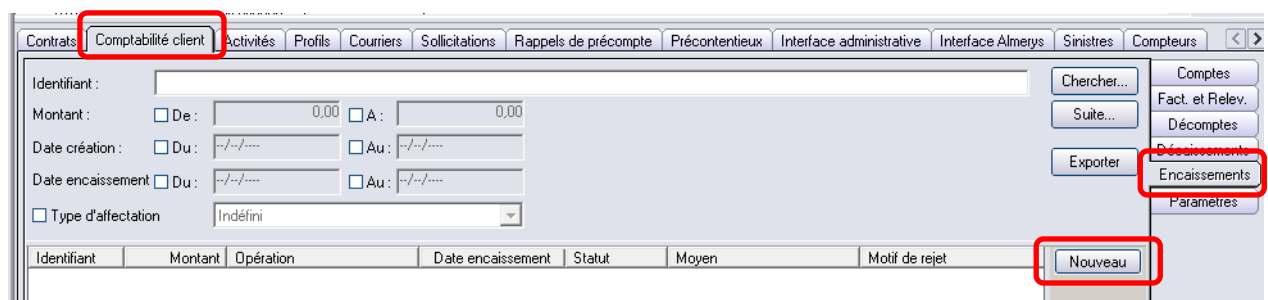 Contrats Comptabilité client Activités Profils Courriers Sollicitations Rappels de précompte Précontentieux Interface administrative Interface Almerys Sinistres Compteurs < >
Identifiant : Chercher... Comptes
Montant : De : 0,00 A : 0,00 Suite... Fact. et Relev.
Décomptes
Date création : Du : --/--/---- Au : --/--/---- Exporter Décaissements
Date encaissement Du : --/--/---- Au : --/--/---- Encaissements
Type d'affectation Indéfini Paramètres
Identifiant Montant Opération Date encaissement Statut Moyen Motif de rejet Nouveau